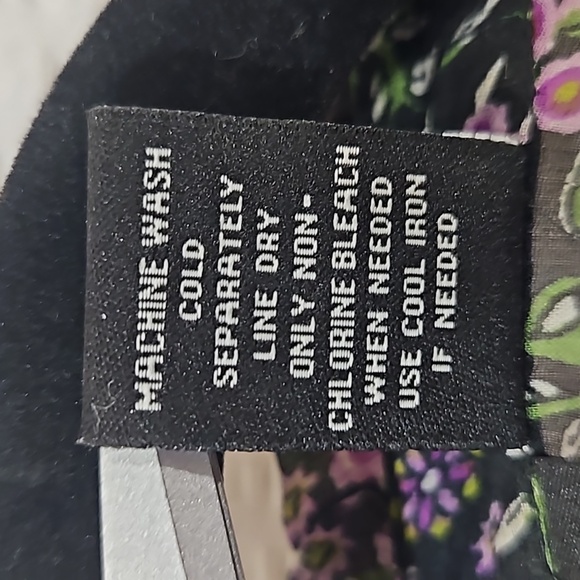 MACHINE WASH
COLD
SEPARATELY
LINE DRY
ONLY NON-
CHLORINE BLEACH
WHEN NEEDED
USE COOL IRON
IF NEEDED